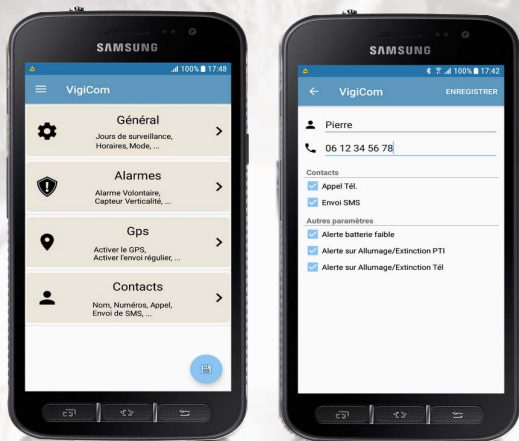 SAMSUNG
100% 17:48
VigiCom
Général
Jours de surveillance,
Horaires, Mode, ...
Alarmes
Alarme Volontaire,
Capteur Verticalité, ...
Gps
Activer le GPS,
Activer l'envoi régulier, ...
Contacts
Nom, Numéros, Appel,
Envoi de SMS, ...
SAMSUNG
100% 17:42
VigiCom ENREGISTRER
Pierre
06 12 34 56 78
Contacts
Appel Tél.
Envoi SMS
Autres paramètres
Alerte batterie faible
Alerte sur Allumage/Extinction PTI
Alerte sur Allumage/Extinction Tél